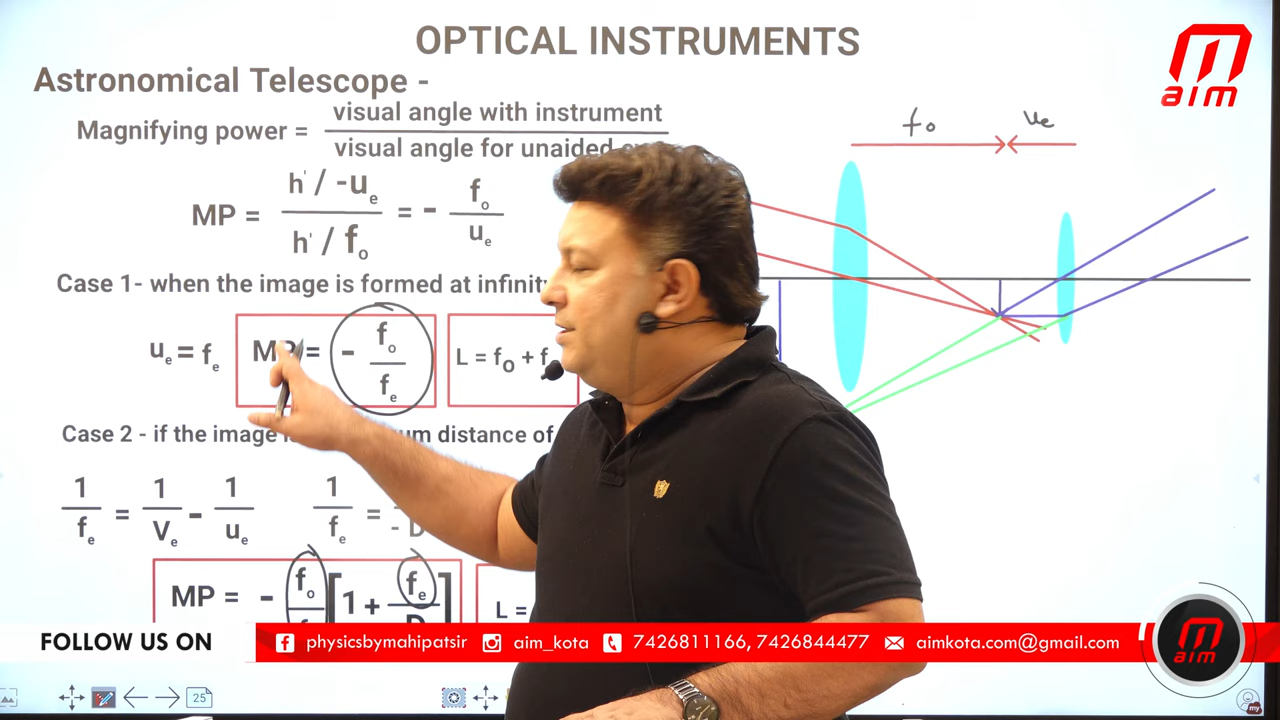 OPTICAL INSTRUMENTS
Astronomical Telescope -
Magnifying power = visual angle with instrument
visual angle for unaided
MP = h' / -uₑ / h' / fₒ = - fₒ / uₑ
Case 1- when the image is formed at infinity
uₑ = fₑ
MP = - fₒ / fₑ
L = fₒ + f
Case 2 - if the image distance of
1 / fₑ = 1 / Vₑ - 1 / uₑ
1 / fₑ = - D
MP = - fₒ [1 + fₑ
L =
fₒ
uₑ
aim
FOLLOW US ON
physicsbymahipatsir
aim_kota
7426811166, 7426844477
aimkota.com@gmail.com
aim
25
my